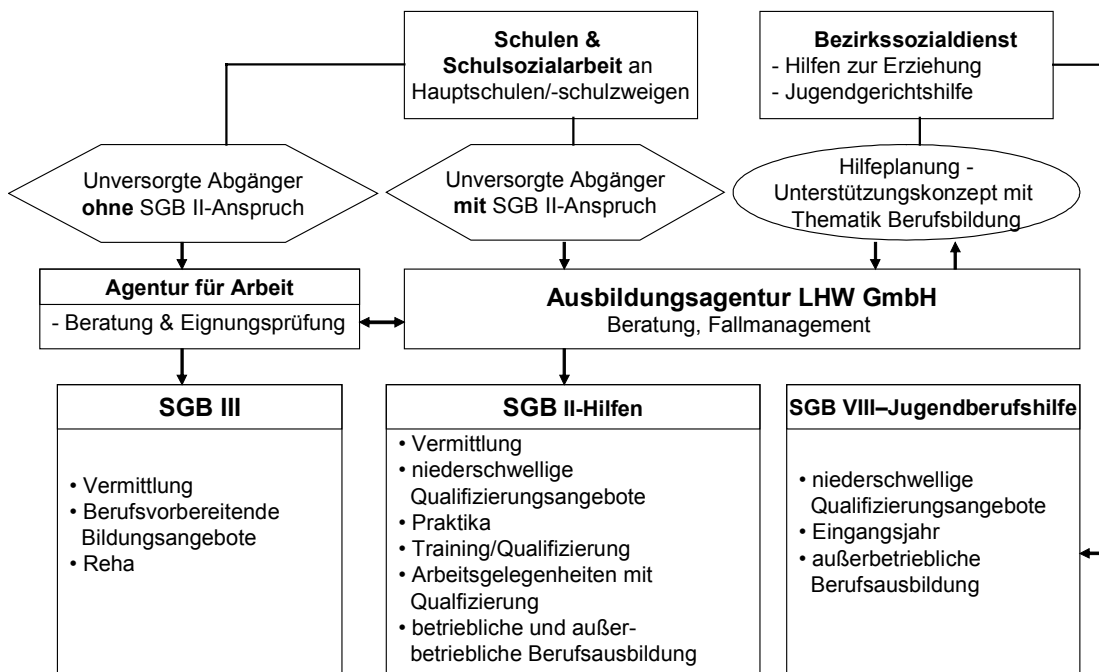 Schulen &
Schulsozialarbeit an
Hauptschulen/-schulzweigen
Bezirkssozialdienst
- Hilfen zur Erziehung
- Jugendgerichtshilfe
Unversorgte Abgänger
ohne SGB II-Anspruch
Unversorgte Abgänger
mit SGB II-Anspruch
Hilfeplanung -
Unterstützungskonzept mit
Thematik Berufsbildung
Agentur für Arbeit
- Beratung & Eignungsprüfung
Ausbildungsagentur LHW GmbH
Beratung, Fallmanagement
SGB III
• Vermittlung
• Berufsvorbereitende
Bildungsangebote
• Reha
SGB II-Hilfen
• Vermittlung
• niederschwellige
Qualifizierungsangebote
• Praktika
• Training/Qualifizierung
• Arbeitsgelegenheiten mit
Qualfizierung
• betriebliche und außer-
betriebliche Berufsausbildung
SGB VIII–Jugendberufshilfe
• niederschwellige
Qualifizierungsangebote
• Eingangsjahr
• außerbetriebliche
Berufsausbildung